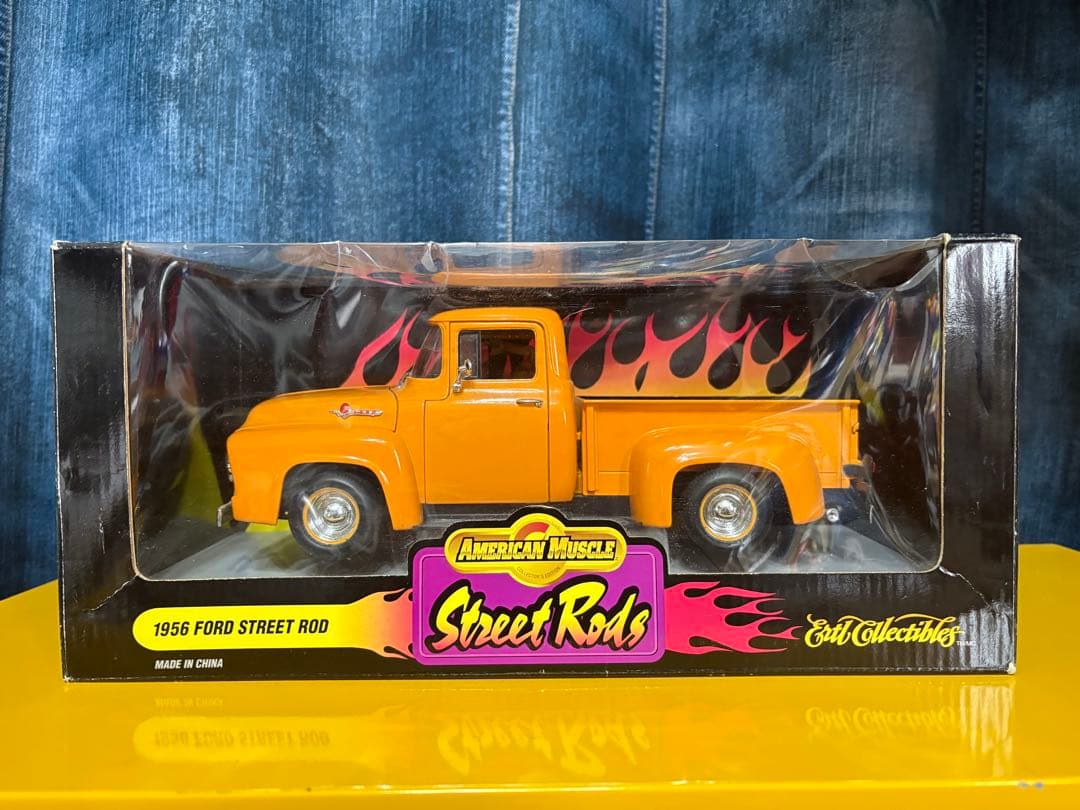 AMERICAN MUSCLE
COLLECTOR'S EDITION
Street Rods
1956 FORD STREET ROD
MADE IN CHINA
Ertl Collectibles